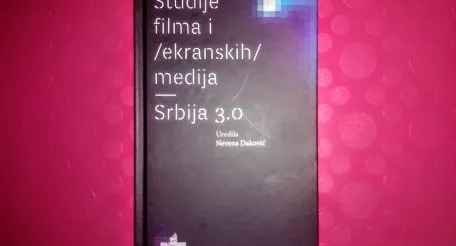 Studije
filma i
/ekranskih/
medija
Srbija 3.0
Uredila
Nevena Daković